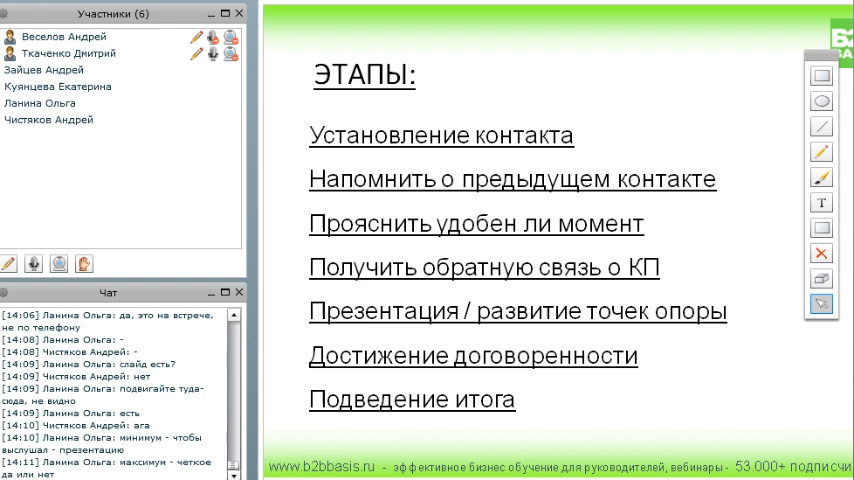 Участники (6)
Веселов Андрей
Ткаченко Дмитрий
Зайцев Андрей
Куянцева Екатерина
Ланина Ольга
Чистяков Андрей
Чат
[14:06] Ланина Ольга: да, это на встрече,
не по телефону
[14:08] Ланина Ольга: -
[14:08] Чистяков Андрей: -
[14:09] Ланина Ольга: слайд есть?
[14:09] Чистяков Андрей: нет
[14:09] Ланина Ольга: подвигайте туда-
сюда, не видно
[14:09] Ланина Ольга: есть
[14:10] Чистяков Андрей: ага
[14:10] Ланина Ольга: минимум - чтобы
выслушал - презентацию
[14:11] Ланина Ольга: максимум - четкое
да или нет
ЭТАПЫ:
Установление контакта
Напомнить о предыдущем контакте
Прояснить удобен ли момент
Получить обратную связь о КП
Презентация / развитие точек опоры
Достижение договоренности
Подведение итога
www.b2bbasis.ru - эффективное бизнес обучение для руководителей, вебинары - 53.000+ подписчи
T